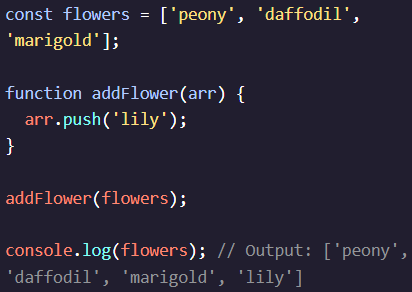 const flowers = ['peony', 'daffodil',
'marigold'];
function addFlower(arr) {
  arr.push('lily');
}
addFlower(flowers);
console.log(flowers); // Output: ['peony',
'daffodil', 'marigold', 'lily']